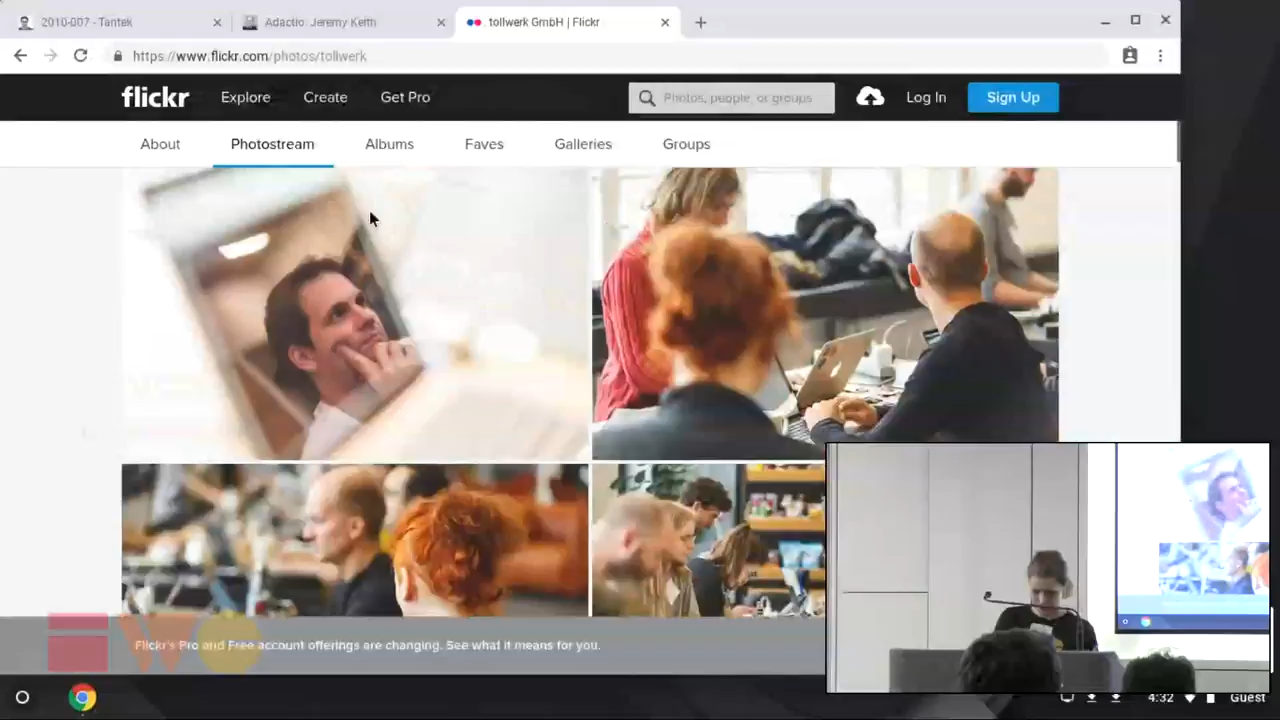 2010-007 - Tantek
Adactio: Jeremy Keith
tollwerk GmbH | Flickr
https://www.flickr.com/photos/tollwerk
flickr
Explore
Create
Get Pro
Photos, people, or groups
Log In
Sign Up
About
Photostream
Albums
Faves
Galleries
Groups
Flickr's Pro and Free account offerings are changing. See what it means for you.
4:32
Guest